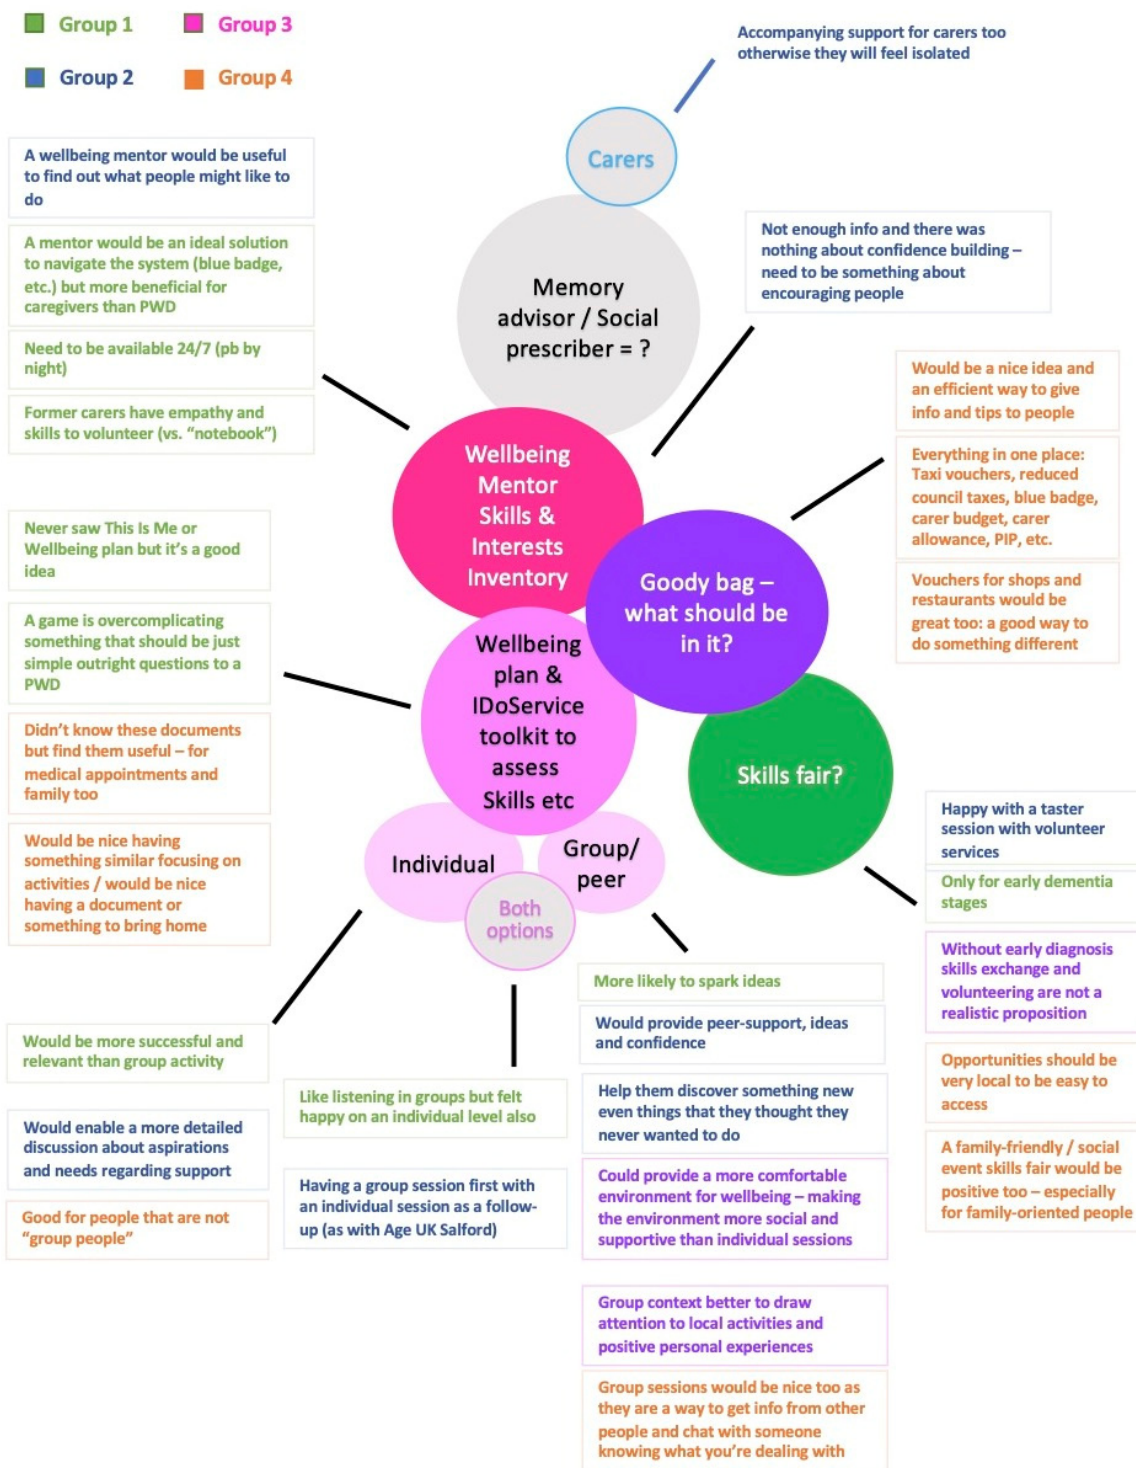 Group 1
Group 3
Group 2
Group 4
Accompanying support for carers too
otherwise they will feel isolated
Carers
A wellbeing mentor would be useful
to find out what people might like to
do
A mentor would be an ideal solution
to navigate the system (blue badge,
etc.) but more beneficial for
caregivers than PWD
Need to be available 24/7 (pb by
night)
Former carers have empathy and
skills to volunteer (vs. “notebook”)
Memory
advisor / Social
prescriber = ?
Not enough info and there was
nothing about confidence building –
need to be something about
encouraging people
Wellbeing
Mentor
Skills &
Interests
Inventory
Would be a nice idea and
an efficient way to give
info and tips to people
Everything in one place:
Taxi vouchers, reduced
council taxes, blue badge,
carer budget, carer
allowance, PIP, etc.
Vouchers for shops and
restaurants would be
great too: a good way to
do something different
Goody bag –
what should be
in it?
Never saw This Is Me or
Wellbeing plan but it’s a good
idea
A game is overcomplicating
something that should be just
simple outright questions to a
PWD
Didn’t know these documents
but find them useful – for
medical appointments and
family too
Would be nice having
something similar focusing on
activities / would be nice
having a document or
something to bring home
Wellbeing
plan &
IDoService
toolkit to
assess
Skills etc
Skills fair?
Individual
Group/
peer
Both
options
Happy with a taster
session with volunteer
services
Only for early dementia
stages
Without early diagnosis
skills exchange and
volunteering are not a
realistic proposition
Opportunities should be
very local to be easy to
access
A family-friendly / social
event skills fair would be
positive too – especially
for family-oriented people
Would be more successful and
relevant than group activity
Would enable a more detailed
discussion about aspirations
and needs regarding support
Good for people that are not
“group people”
Like listening in groups but felt
happy on an individual level also
Having a group session first with
an individual session as a follow-
up (as with Age UK Salford)
More likely to spark ideas
Would provide peer-support, ideas
and confidence
Help them discover something new
even things that they thought they
never wanted to do
Could provide a more comfortable
environment for wellbeing – making
the environment more social and
supportive than individual sessions
Group context better to draw
attention to local activities and
positive personal experiences
Group sessions would be nice too as
they are a way to get info from other
people and chat with someone
knowing what you’re dealing with